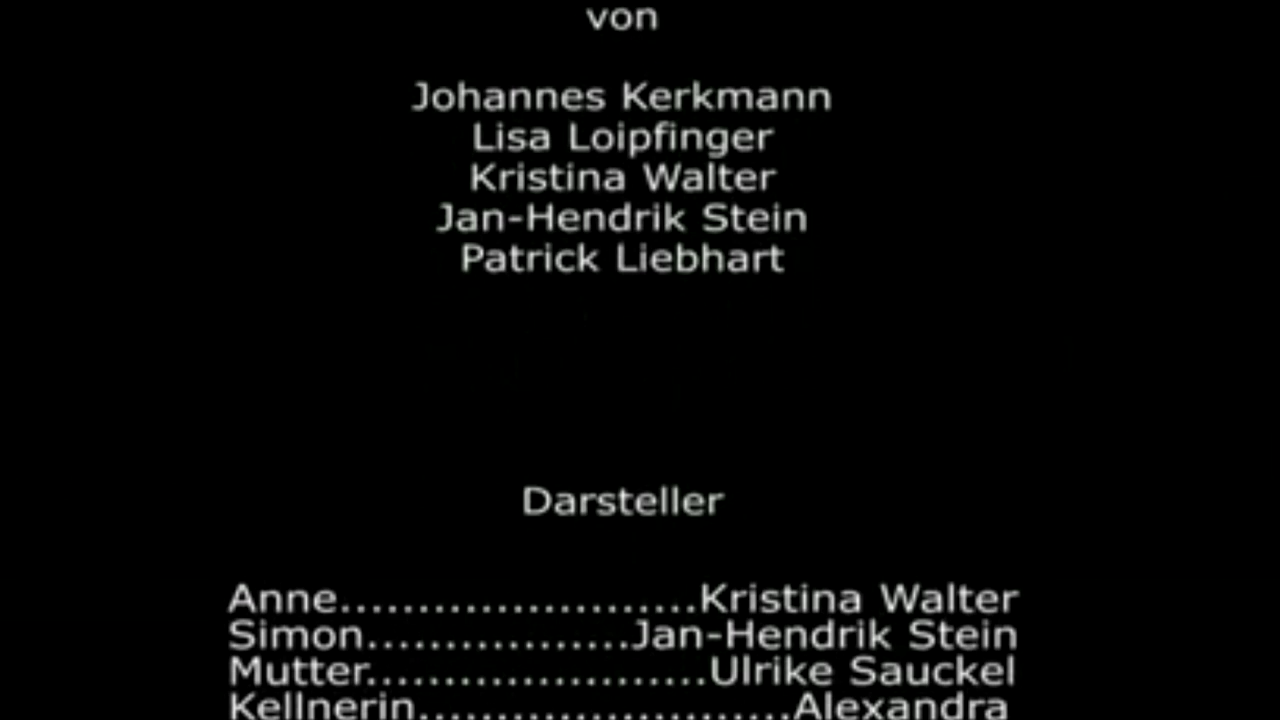 von
Johannes Kerkmann
Lisa Loipfinger
Kristina Walter
Jan-Hendrik Stein
Patrick Liebhart
Darsteller
Anne.......................Kristina Walter
Simon.................Jan-Hendrik Stein
Mutter......................Ulrike Sauckel
Kellnerin........................Alexandra